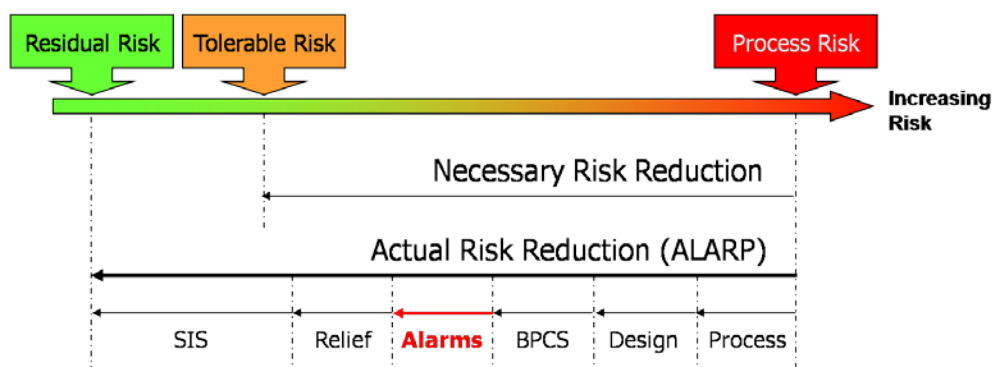 Residual Risk
Tolerable Risk
Process Risk
Increasing
Risk
Necessary Risk Reduction
Actual Risk Reduction (ALARP)
SIS
Relief
Alarms
BPCS
Design
Process